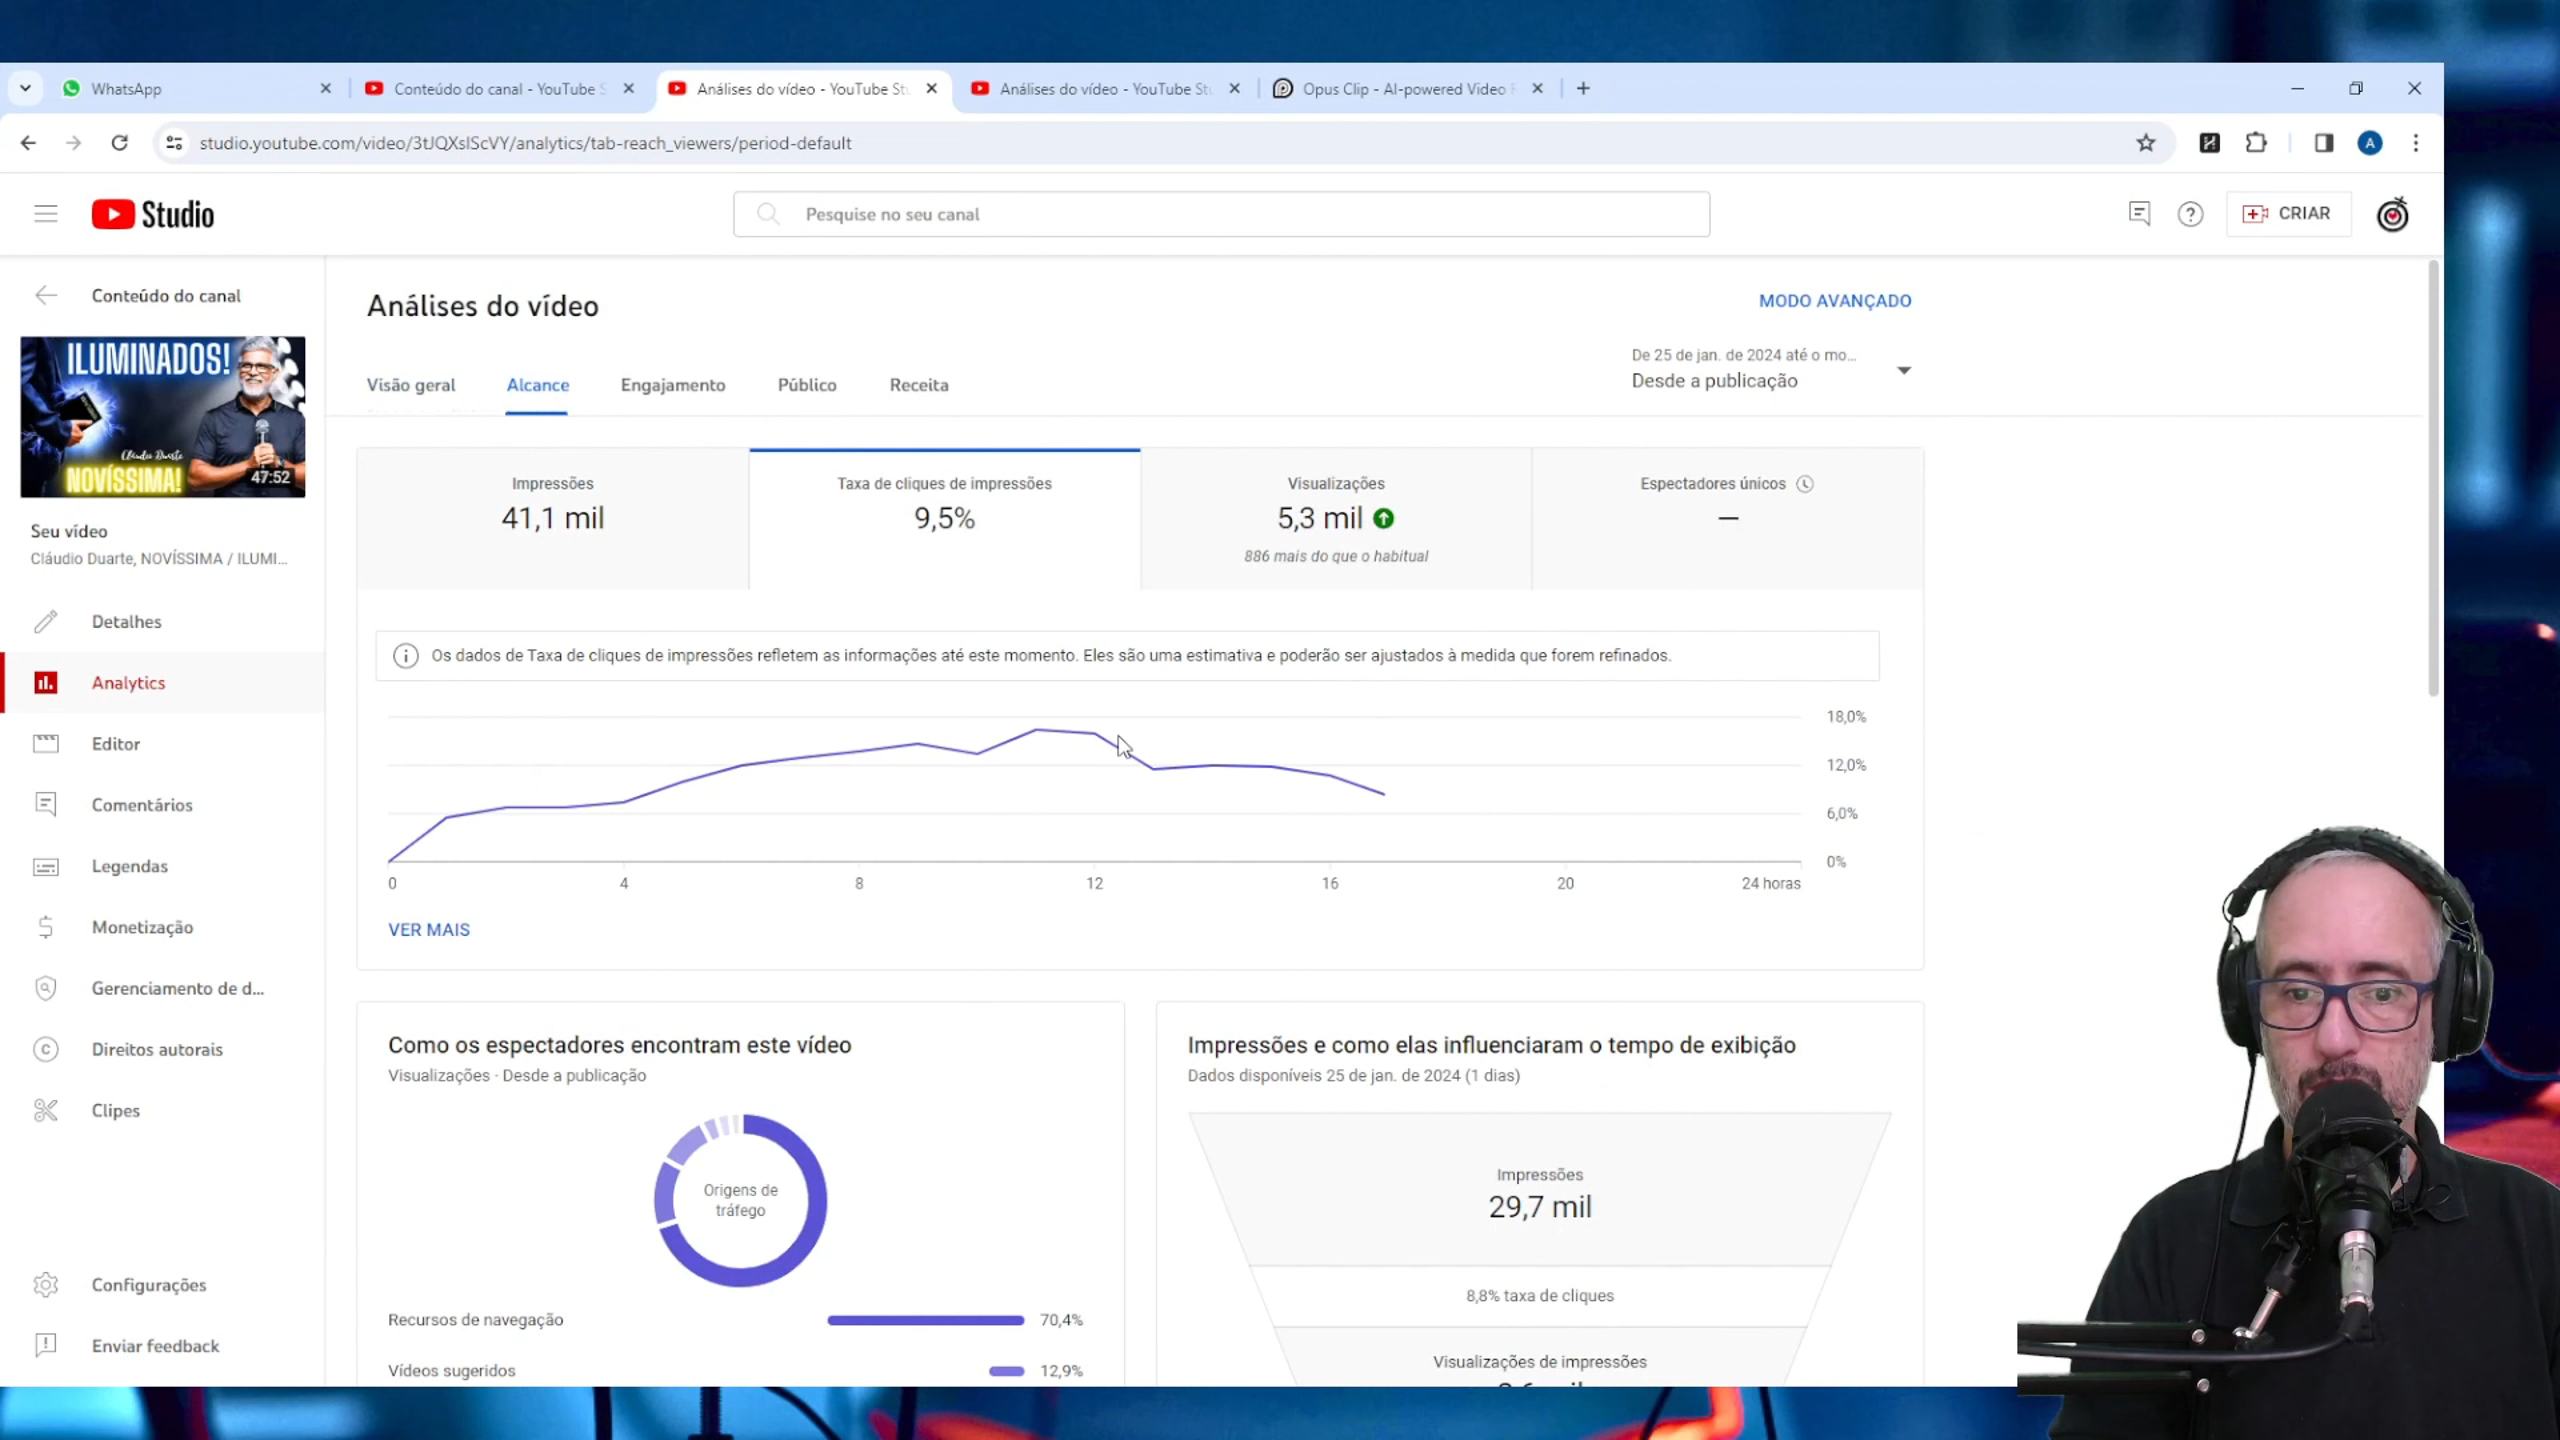 WhatsApp
Conteúdo do canal - YouTube S
Análises do vídeo - YouTube Stu
Análises do vídeo - YouTube Stu
Opus Clip - AI-powered Video
studio.youtube.com/video/3tJQXsIScVY/analytics/tab-reach_viewers/period-default
A
Studio
Pesquise no seu canal
CRIAR
Conteúdo do canal
ILUMINADOS!
Cláudio Duarte
NOVÍSSIMA!
47:52
Seu vídeo
Cláudio Duarte, NOVÍSSIMA / ILUMI...
Detalhes
Analytics
Editor
Comentários
Legendas
Monetização
Gerenciamento de d...
Direitos autorais
Clipes
Configurações
Enviar feedback
Análises do vídeo
MODO AVANÇADO
Visão geral
Alcance
Engajamento
Público
Receita
De 25 de jan. de 2024 até o mo...
Desde a publicação
Impressões
41,1 mil
Taxa de cliques de impressões
9,5%
Visualizações
5,3 mil
886 mais do que o habitual
Espectadores únicos
—
Os dados de Taxa de cliques de impressões refletem as informações até este momento. Eles são uma estimativa e poderão ser ajustados à medida que forem refinados.
18,0%
12,0%
6,0%
0%
0 4 8 12 16 20 24 horas
VER MAIS
Como os espectadores encontram este vídeo
Visualizações · Desde a publicação
Origens de
tráfego
Recursos de navegação 70,4%
Vídeos sugeridos 12,9%
Impressões e como elas influenciaram o tempo de exibição
Dados disponíveis 25 de jan. de 2024 (1 dias)
Impressões
29,7 mil
8,8% taxa de cliques
Visualizações de impressões